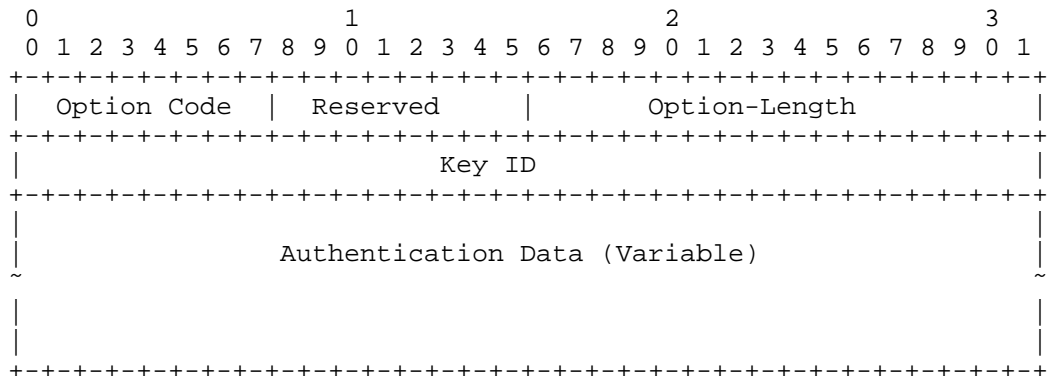 0                   1                   2                   3
 0 1 2 3 4 5 6 7 8 9 0 1 2 3 4 5 6 7 8 9 0 1 2 3 4 5 6 7 8 9 0 1
+-+-+-+-+-+-+-+-+-+-+-+-+-+-+-+-+-+-+-+-+-+-+-+-+-+-+-+-+-+-+-+-+
|  Option Code  |  Reserved     |       Option-Length           |
+-+-+-+-+-+-+-+-+-+-+-+-+-+-+-+-+-+-+-+-+-+-+-+-+-+-+-+-+-+-+-+-+
|                          Key ID                               |
+-+-+-+-+-+-+-+-+-+-+-+-+-+-+-+-+-+-+-+-+-+-+-+-+-+-+-+-+-+-+-+-+
|                                                               |
|                Authentication Data (Variable)                 |
~                                                               ~
|                                                               |
|                                                               |
+-+-+-+-+-+-+-+-+-+-+-+-+-+-+-+-+-+-+-+-+-+-+-+-+-+-+-+-+-+-+-+-+